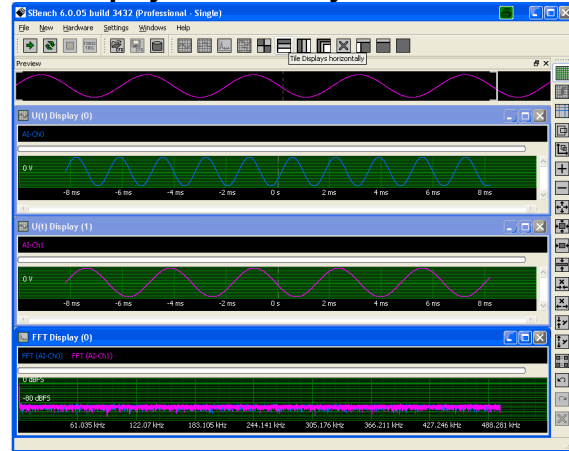 SBench 6.0.05 build 3432 (Professional - Single)
File New Hardware Settings Windows Help
Tile Displays horizontally
Preview
U(t) Display (0)
AI-Ch0
0 V
-8 ms -6 ms -4 ms -2 ms 0 s 2 ms 4 ms 6 ms 8 ms
U(t) Display (1)
AI-Ch1
0 V
-8 ms -6 ms -4 ms -2 ms 0 s 2 ms 4 ms 6 ms 8 ms
FFT Display (0)
FFT (AI-Ch0) FFT (AI-Ch1)
0 dBFS
-80 dBFS
61.035 kHz 122.07 kHz 183.105 kHz 244.141 kHz 305.176 kHz 366.211 kHz 427.246 kHz 488.281 kHz